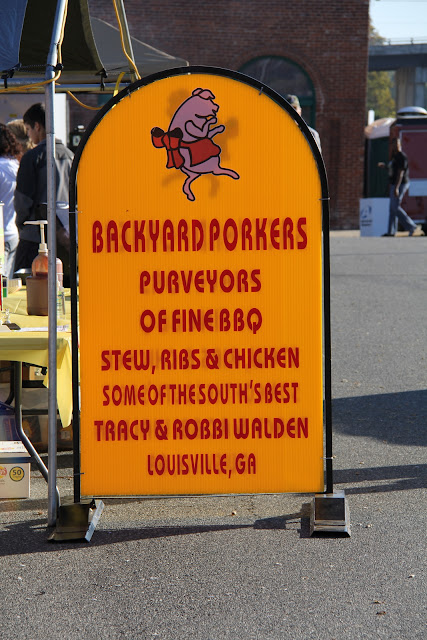 BACKYARD PORKERS
PURVEYORS
OF FINE BBQ
STEW, RIBS & CHICKEN
SOME OF THE SOUTH'S BEST
TRACY & ROBBI WALDEN
LOUISVILLE, GA
50